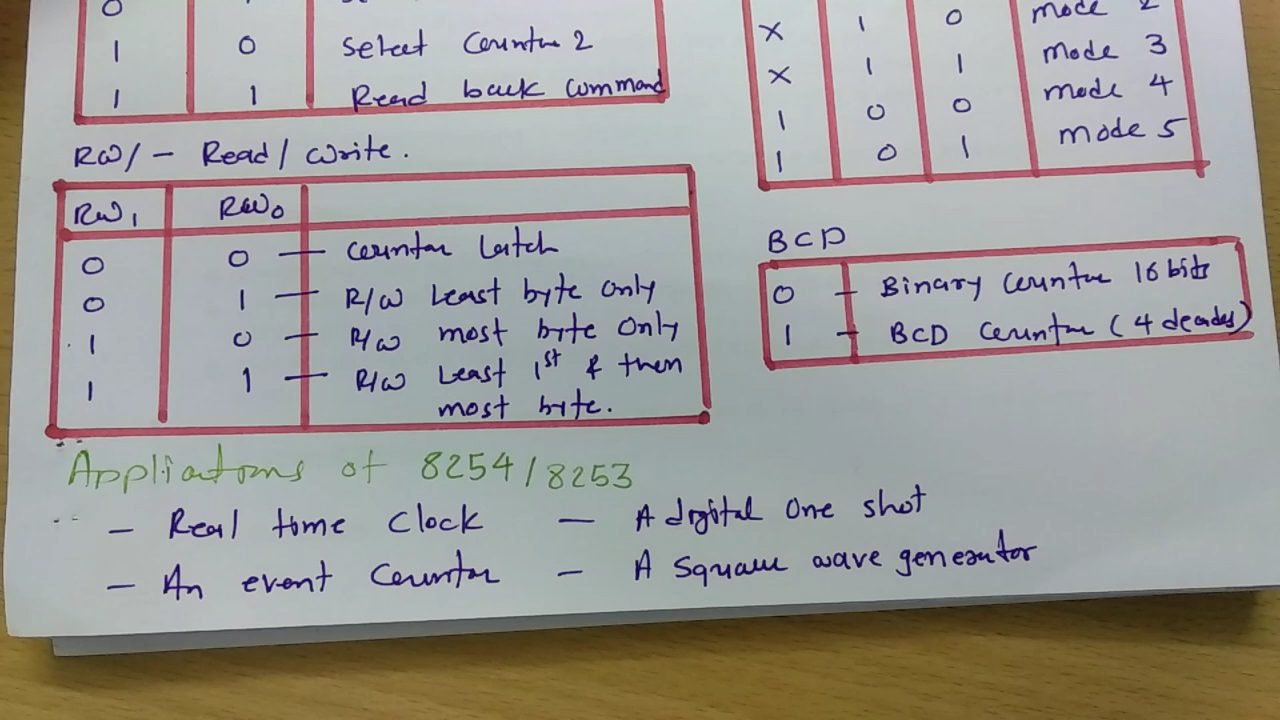 0
1 0 Select Counter 2
1 1 Read back Command
RW/ - Read/ Write.
RW1 RW0
0 0 — Counter Latch
0 1 — R/W Least byte Only
1 0 — R/W most byte Only
1 1 — R/W Least 1st & then
most byte.
1 0 mode 2
X 1 1 mode 3
X 1 0 0 mode 4
1 0 1 mode 5
BCD
0 - Binary Counter 16 bits
1 - BCD Counter (4 decades)
Applications of 8254/8253
- Real time Clock - A digital One shot
- An event Counter - A Square wave generator